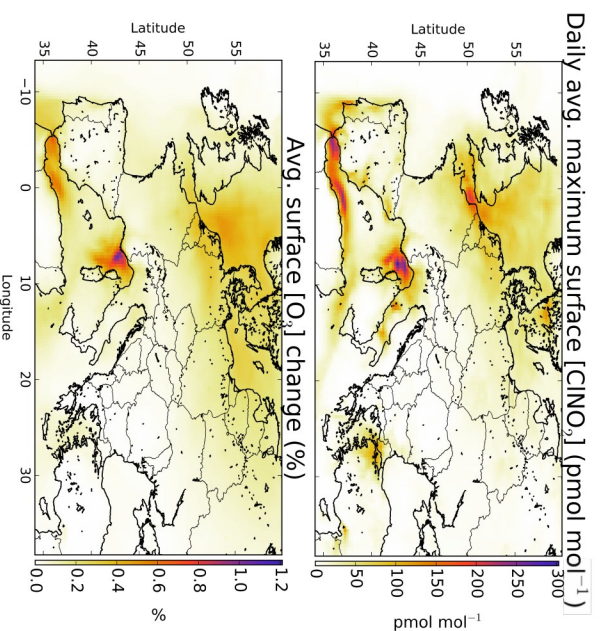 Daily avg. maximum surface [ClNO₂] (pmol mol⁻¹)
Latitude
55
50
45
40
35
0 50 100 150 200 250 300
pmol mol⁻¹
Avg. surface [O₃] change (%)
Latitude
55
50
45
40
35
−10 0 10 20 30
Longitude
0.0 0.2 0.4 0.6 0.8 1.0 1.2
%